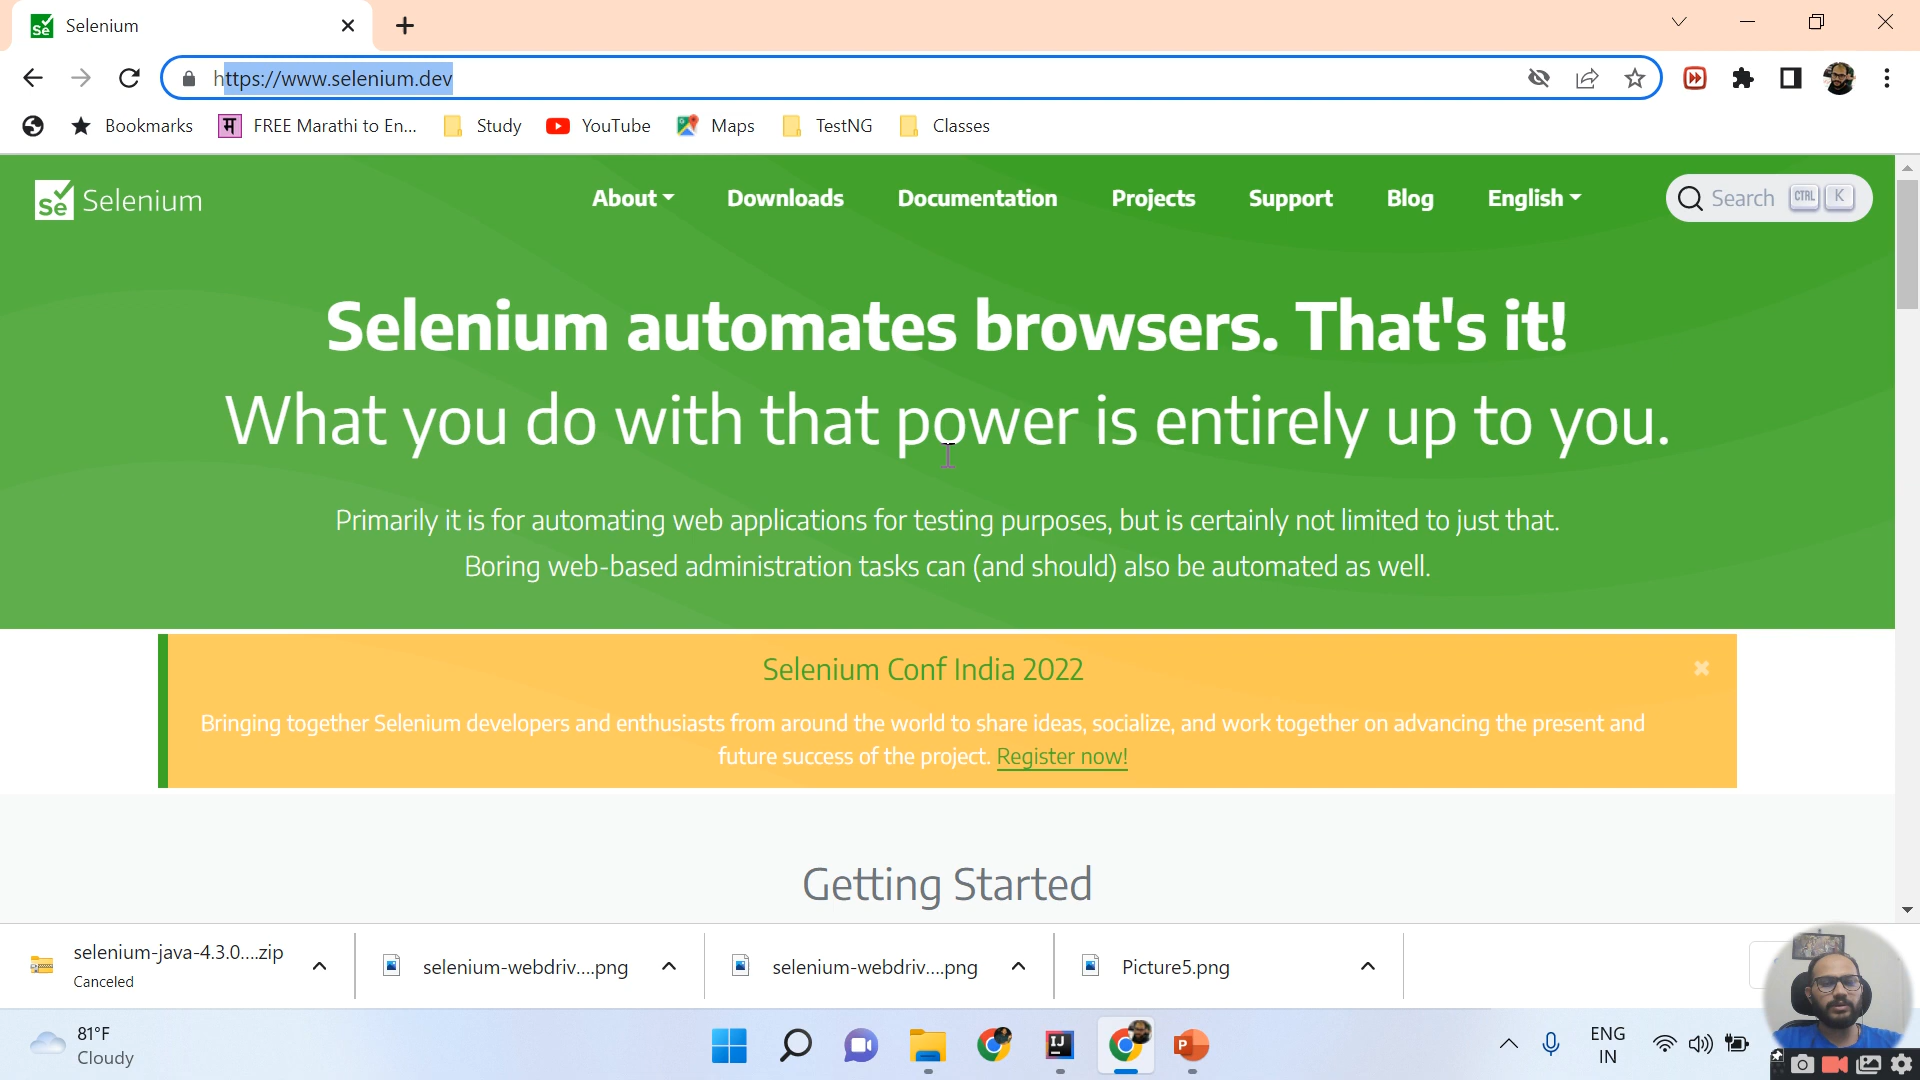 Selenium
https://www.selenium.dev
Bookmarks
म
FREE Marathi to En...
Study
YouTube
Maps
TestNG
Classes
Se
Selenium
About
Downloads
Documentation
Projects
Support
Blog
English
Search
CTRL
K
Selenium automates browsers. That's it!
What you do with that power is entirely up to you.
Primarily it is for automating web applications for testing purposes, but is certainly not limited to just that.
Boring web-based administration tasks can (and should) also be automated as well.
Selenium Conf India 2022
Bringing together Selenium developers and enthusiasts from around the world to share ideas, socialize, and work together on advancing the present and
future success of the project. Register now!
Getting Started
selenium-java-4.3.0....zip
Canceled
selenium-webdriv....png
selenium-webdriv....png
Picture5.png
81°F
Cloudy
IJ
P
ENG
IN